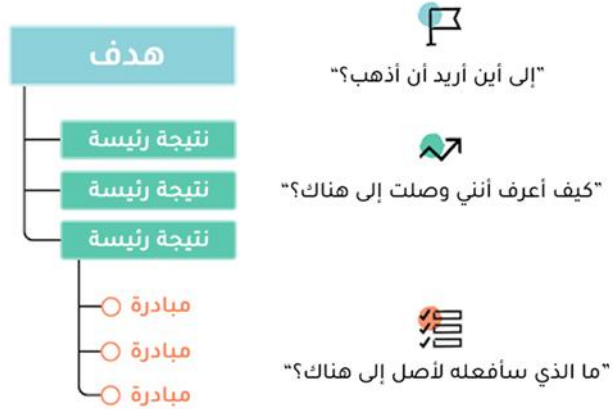 هدف
"إلى أين أريد أن أذهب؟"
نتيجة رئيسة
نتيجة رئيسة
نتيجة رئيسة
"كيف أعرف أنني وصلت إلى هناك؟"
مبادرة
مبادرة
مبادرة
"ما الذي سأفعله لأصل إلى هناك؟"